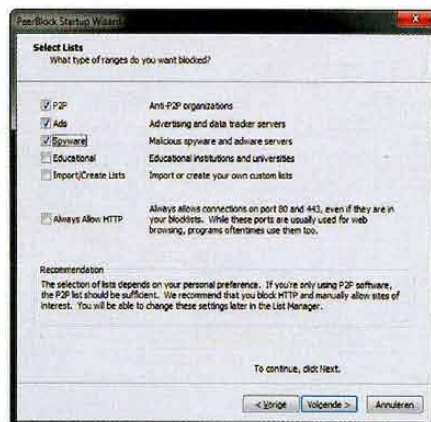 PeerBlock Startup Wizard
Select Lists
What type of ranges do you want blocked?
P2P Anti-P2P organizations
Ads Advertising and data tracker servers
Spyware Malicious spyware and adware servers
Educational Educational institutions and universities
Import/Create Lists Import or create your own custom lists
Always Allow HTTP Always allows connections on port 80 and 443, even if they are in
your blocklists. While these ports are usually used for web
browsing, programs oftentimes use them too.
Recommendation
The selection of lists depends on your personal preference. If you're only using P2P software,
the P2P list should be sufficient. We recommend that you block HTTP and manually allow sites of
interest. You will be able to change these settings later in the List Manager.
To continue, click Next.
< Vorige Volgende > Annuleren